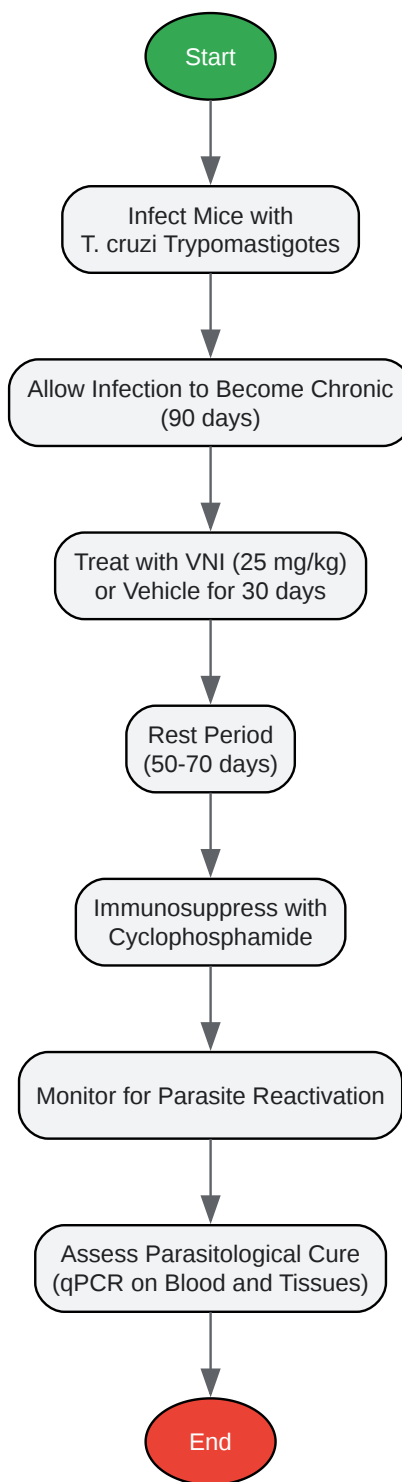 Start
Infect Mice with
T. cruzi Trypomastigotes
Allow Infection to Become Chronic
(90 days)
Treat with VNI (25 mg/kg)
or Vehicle for 30 days
Rest Period
(50-70 days)
Immunosuppress with
Cyclophosphamide
Monitor for Parasite Reactivation
Assess Parasitological Cure
(qPCR on Blood and Tissues)
End